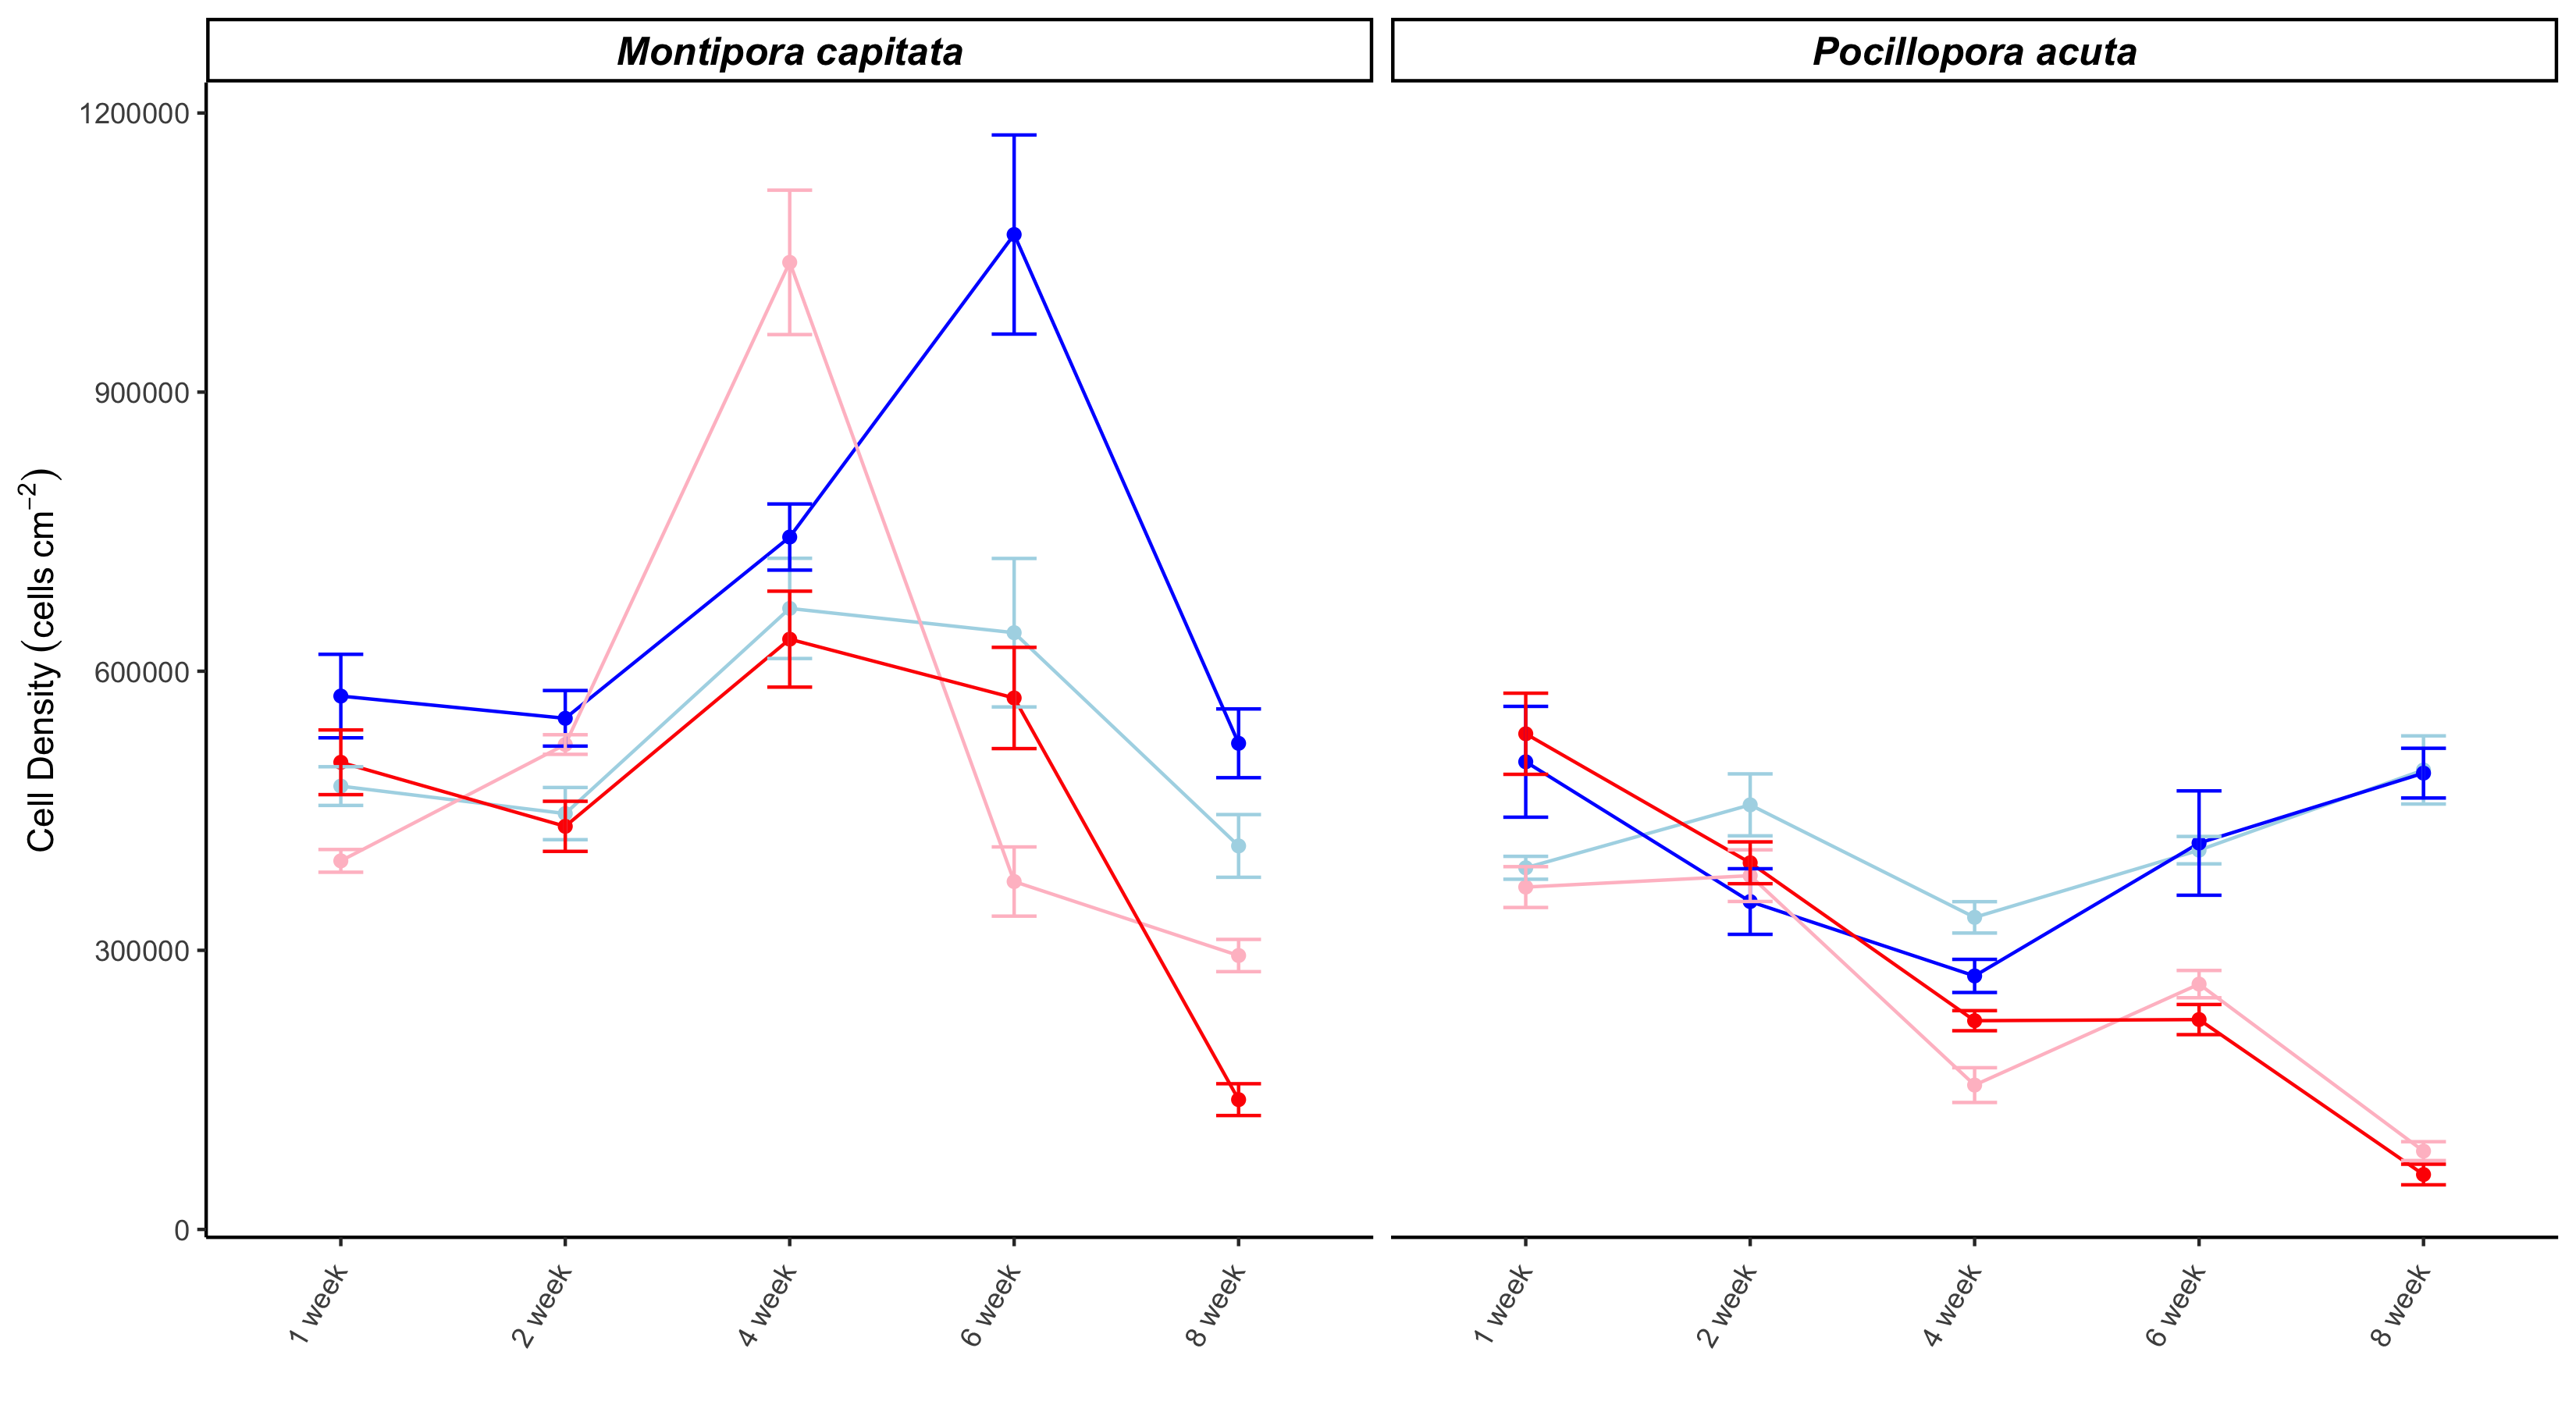 Montipora capitata
Pocillopora acuta
Cell Density (cells cm⁻²)
1200000
900000
600000
300000
0
1 week
2 week
4 week
6 week
8 week
1 week
2 week
4 week
6 week
8 week